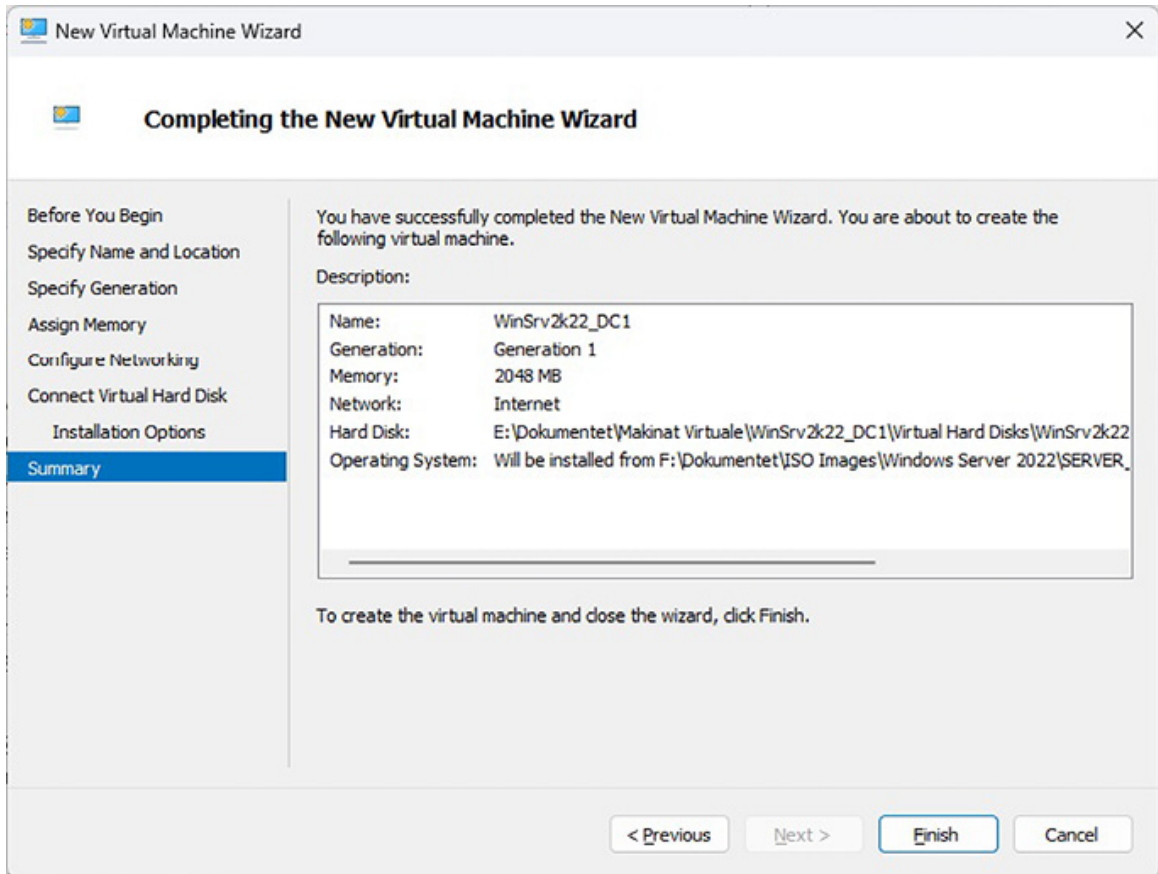 New Virtual Machine Wizard
Completing the New Virtual Machine Wizard
Before You Begin
Specify Name and Location
Specify Generation
Assign Memory
Configure Networking
Connect Virtual Hard Disk
Installation Options
Summary
You have successfully completed the New Virtual Machine Wizard. You are about to create the
following virtual machine.
Description:
Name: WinSrv2k22_DC1
Generation: Generation 1
Memory: 2048 MB
Network: Internet
Hard Disk: E:\Dokumentet\Makinat Virtuale\WinSrv2k22_DC1\Virtual Hard Disks\WinSrv2k22
Operating System: Will be installed from F:\Dokumentet\ISO Images\Windows Server 2022\SERVER_
To create the virtual machine and close the wizard, click Finish.
< Previous Next > Finish Cancel